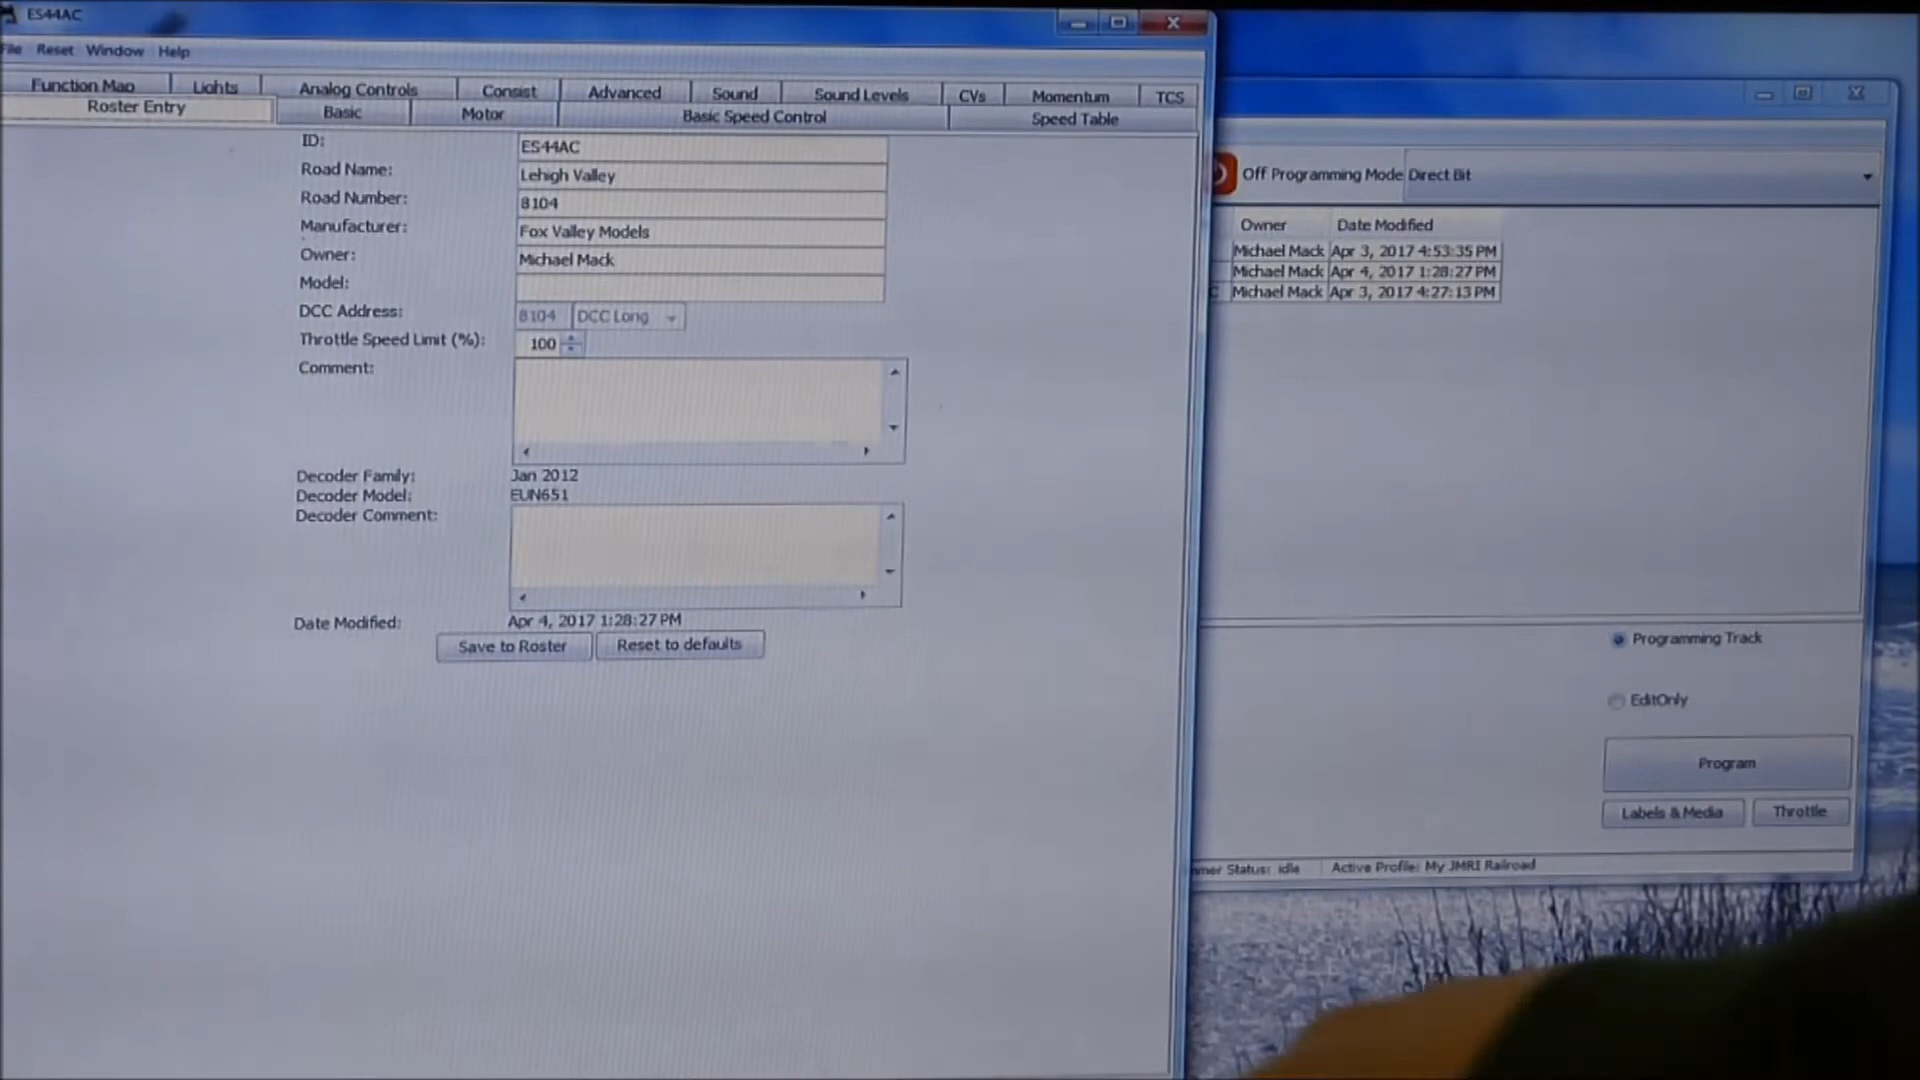 ES44AC
File Reset Window Help
Function Map Lights Analog Controls Consist Advanced Sound Sound Levels CVs Momentum TCS
Roster Entry Basic Motor Basic Speed Control Speed Table
ID: ES44AC
Road Name: Lehigh Valley
Road Number: 8104
Manufacturer: Fox Valley Models
Owner: Michael Mack
Model:
DCC Address: 8104 DCC Long
Throttle Speed Limit (%): 100
Comment:
Decoder Family: Jan 2012
Decoder Model: EUN651
Decoder Comment:
Date Modified: Apr 4, 2017 1:28:27 PM
Save to Roster Reset to defaults
Off Programming Mode Direct Bit
Owner Date Modified
Michael Mack Apr 3, 2017 4:53:35 PM
Michael Mack Apr 4, 2017 1:28:27 PM
C Michael Mack Apr 3, 2017 4:27:13 PM
Programming Track
EditOnly
Program
Labels & Media Throttle
mmer Status: idle Active Profile: My JMRI Railroad